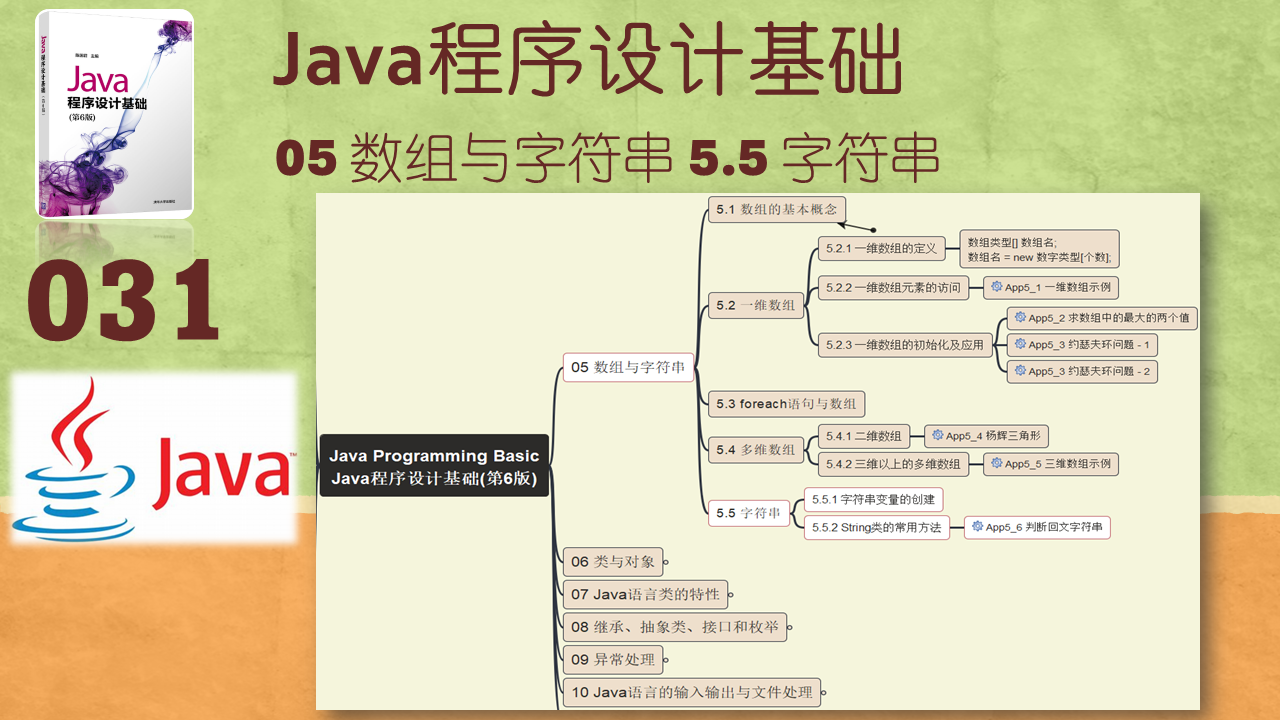 Java程序设计基础
05 数组与字符串 5.5 字符串
031
陈国君 主编
Java
程序设计基础
(第6版)
清华大学出版社
Java™
Java Programming Basic
Java程序设计基础(第6版)
05 数组与字符串
5.1 数组的基本概念
5.2 一维数组
5.2.1 一维数组的定义
数组类型[] 数组名;
数组名 = new 数字类型[个数];
5.2.2 一维数组元素的访问
App5_1 一维数组示例
5.2.3 一维数组的初始化及应用
App5_2 求数组中的最大的两个值
App5_3 约瑟夫环问题 - 1
App5_3 约瑟夫环问题 - 2
5.3 foreach语句与数组
5.4 多维数组
5.4.1 二维数组
App5_4 杨辉三角形
5.4.2 三维以上的多维数组
App5_5 三维数组示例
5.5 字符串
5.5.1 字符串变量的创建
5.5.2 String类的常用方法
App5_6 判断回文字符串
06 类与对象
07 Java语言类的特性
08 继承、抽象类、接口和枚举
09 异常处理
10 Java语言的输入输出与文件处理